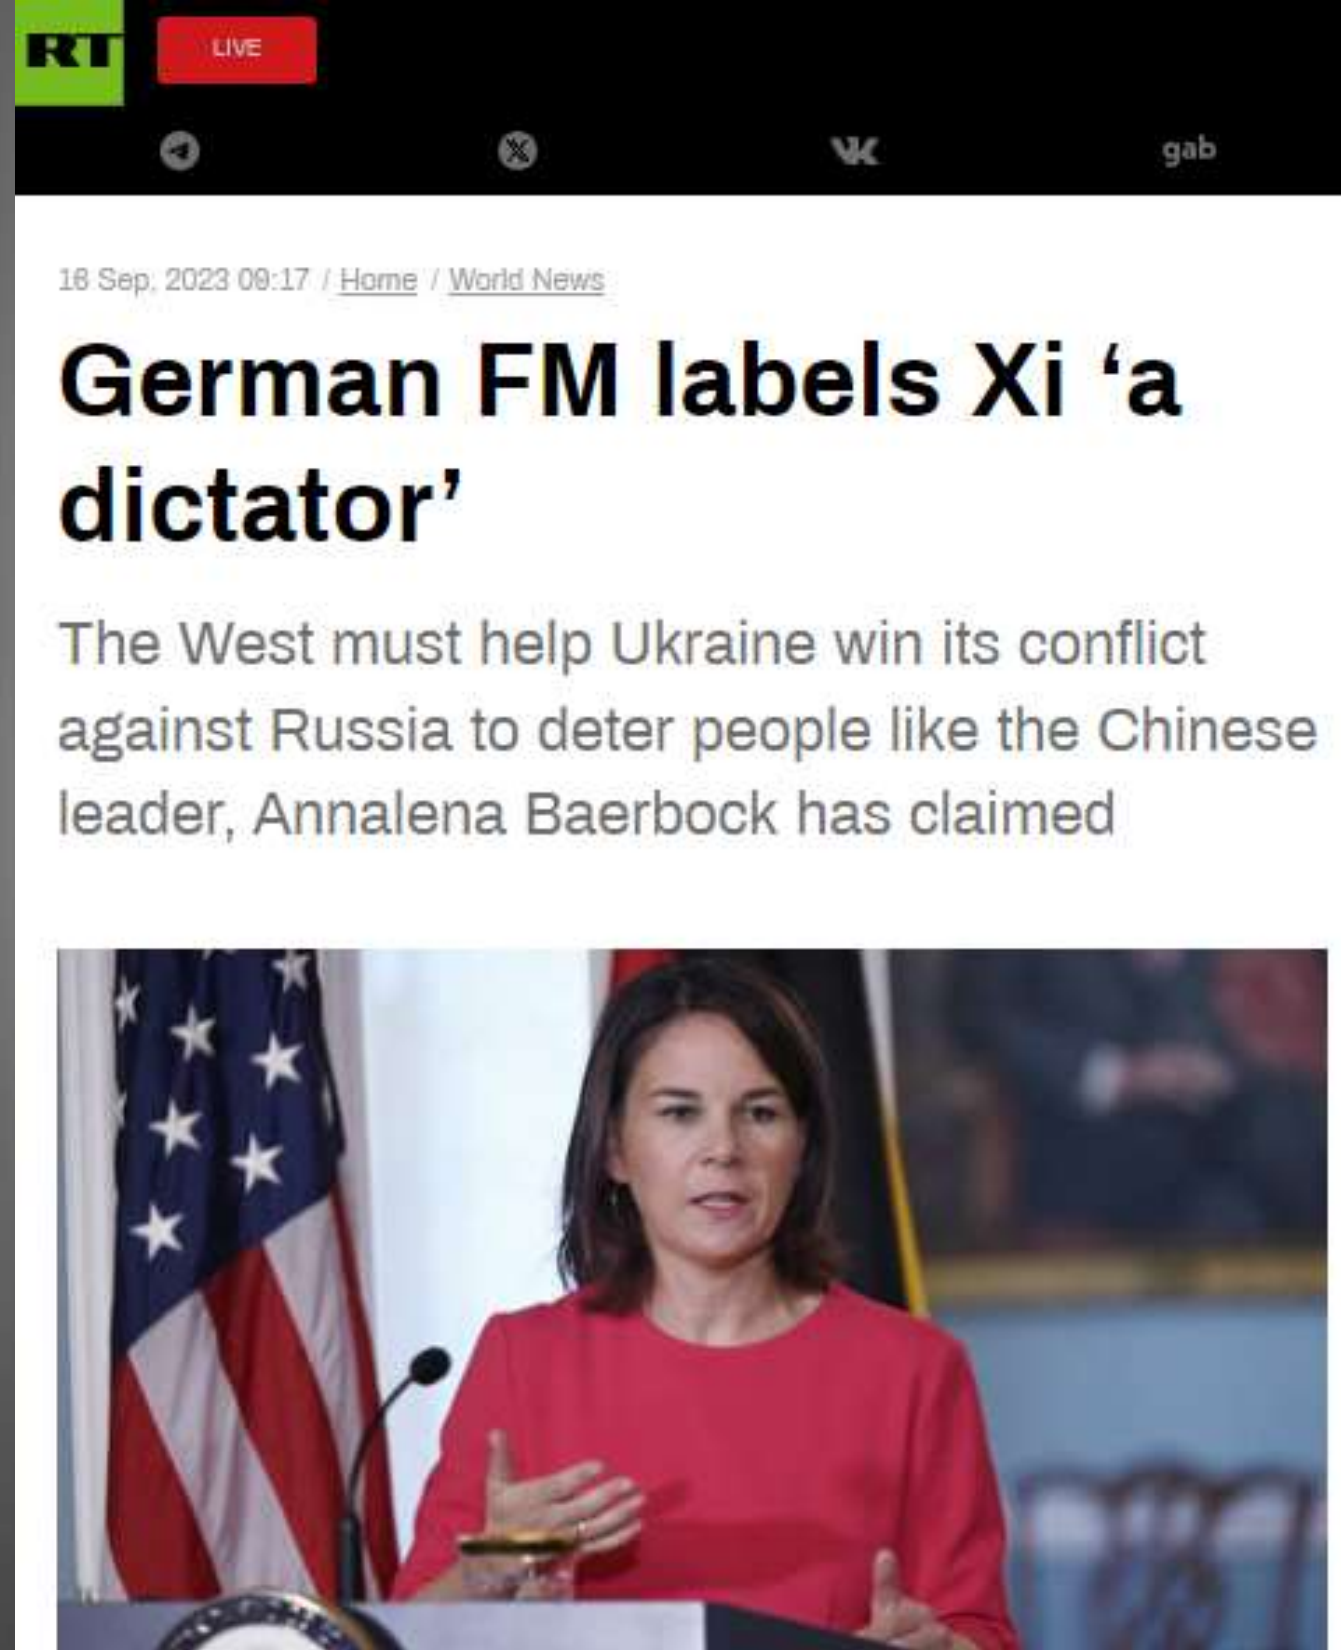 RT
LIVE
gab
16 Sep, 2023 09:17 / Home / World News
German FM labels Xi ‘a
dictator’
The West must help Ukraine win its conflict
against Russia to deter people like the Chinese
leader, Annalena Baerbock has claimed